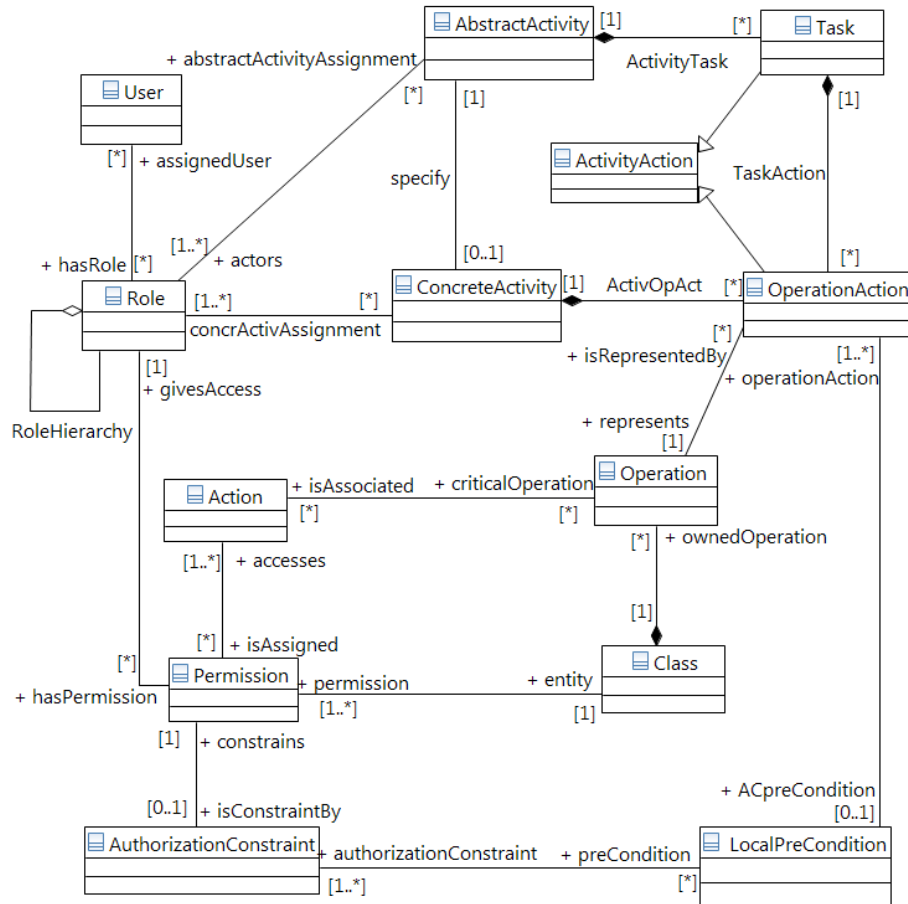 AbstractActivity
[1]
[*]
Task
+ abstractActivityAssignment
ActivityTask
[*]
[1]
[1]
User
[*]
+ assignedUser
ActivityAction
specify
TaskAction
[1..*]
+ actors
[0..1]
[*]
+ hasRole
[*]
Role
[1..*]
[*]
ConcreteActivity
[1]
ActivOpAct
[*]
OperationAction
concrActivAssignment
[*]
[1..*]
[1]
+ isRepresentedBy
+ givesAccess
+ operationAction
RoleHierarchy
+ represents
[1]
Action
+ isAssociated
+ criticalOperation
Operation
[*]
[*]
[1..*]
+ accesses
[*]
+ ownedOperation
[1]
[*]
+ isAssigned
[*]
Permission
+ hasPermission
+ permission
+ entity
Class
[1..*]
[1]
[1]
+ constrains
+ ACpreCondition
[0..1]
+ isConstraintBy
[0..1]
AuthorizationConstraint
+ authorizationConstraint
+ preCondition
LocalPreCondition
[1..*]
[*]